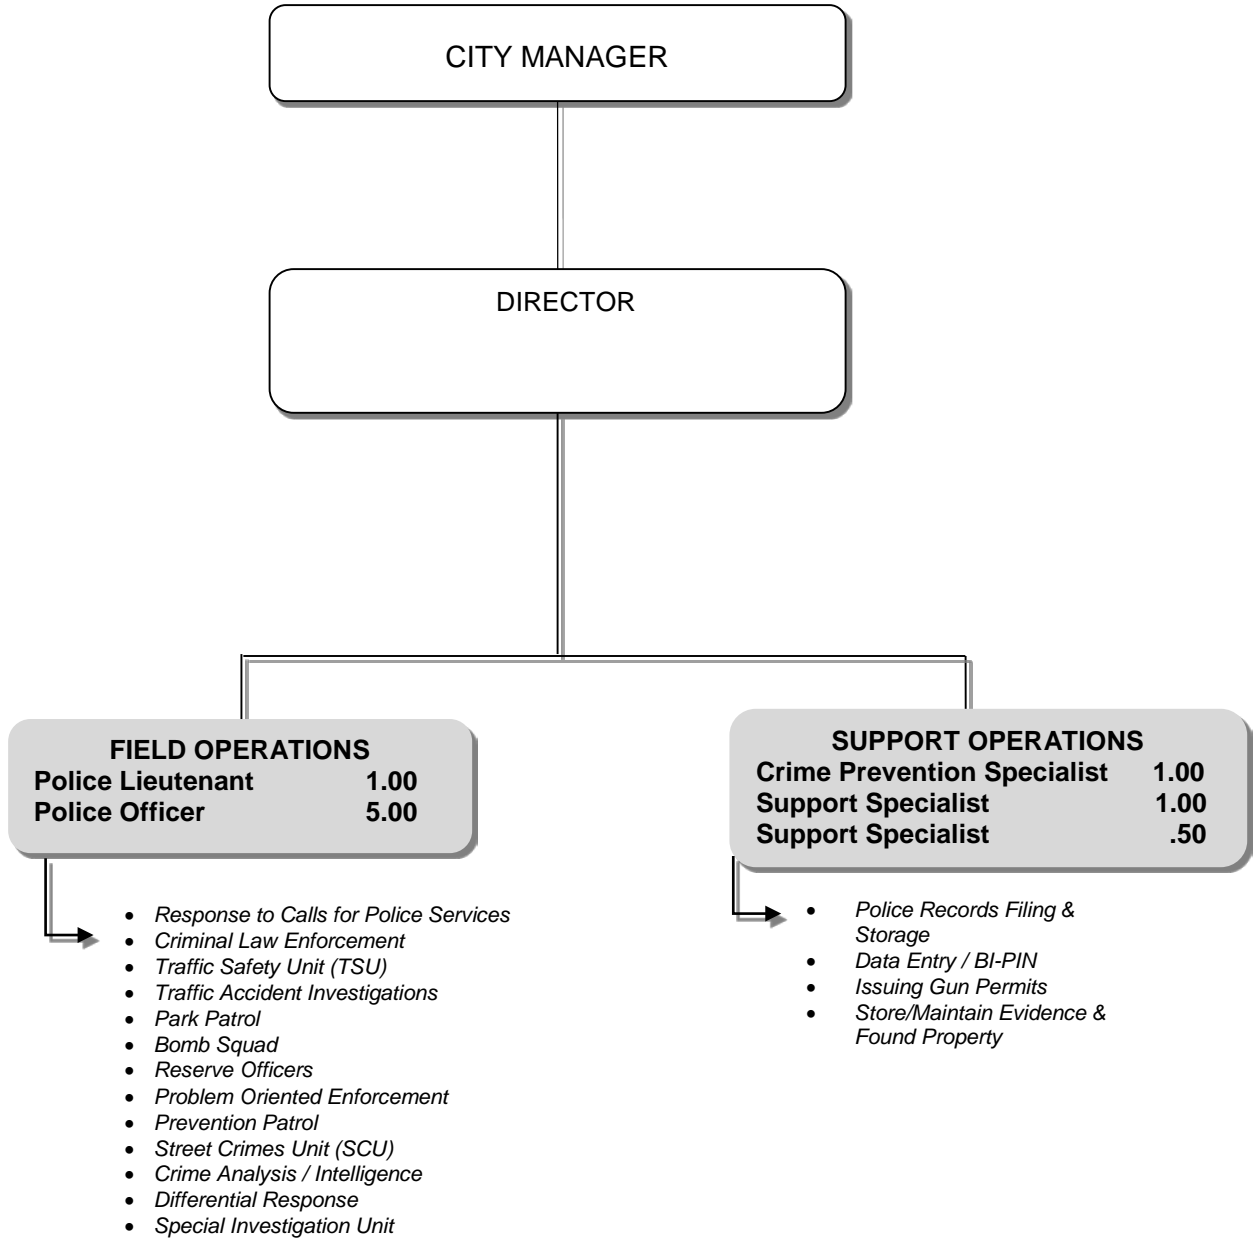 CITY MANAGER
DIRECTOR
FIELD OPERATIONS
Police Lieutenant 1.00
Police Officer 5.00
• Response to Calls for Police Services
• Criminal Law Enforcement
• Traffic Safety Unit (TSU)
• Traffic Accident Investigations
• Park Patrol
• Bomb Squad
• Reserve Officers
• Problem Oriented Enforcement
• Prevention Patrol
• Street Crimes Unit (SCU)
• Crime Analysis / Intelligence
• Differential Response
• Special Investigation Unit
SUPPORT OPERATIONS
Crime Prevention Specialist 1.00
Support Specialist 1.00
Support Specialist .50
• Police Records Filing &
Storage
• Data Entry / BI-PIN
• Issuing Gun Permits
• Store/Maintain Evidence &
Found Property